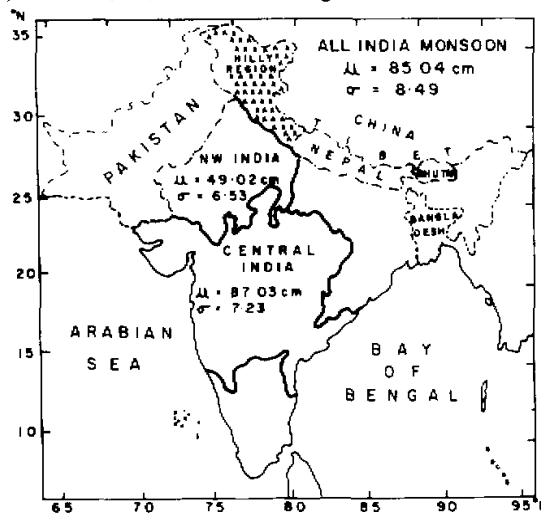 °N
35
30
25
20
15
10
HILLY
REGION
ALL INDIA MONSOON
μ = 85.04 cm
σ = 8.49
PAKISTAN
CHINA
TIBET
NEPAL
BHUTAN
NW INDIA
μ = 49.02cm
σ = 6.53
BANGLA
DESH
CENTRAL
INDIA
μ = 87.03 cm
σ = 7.23
ARABIAN
SEA
BAY
OF
BENGAL
65 70 75 80 85 90 95°E